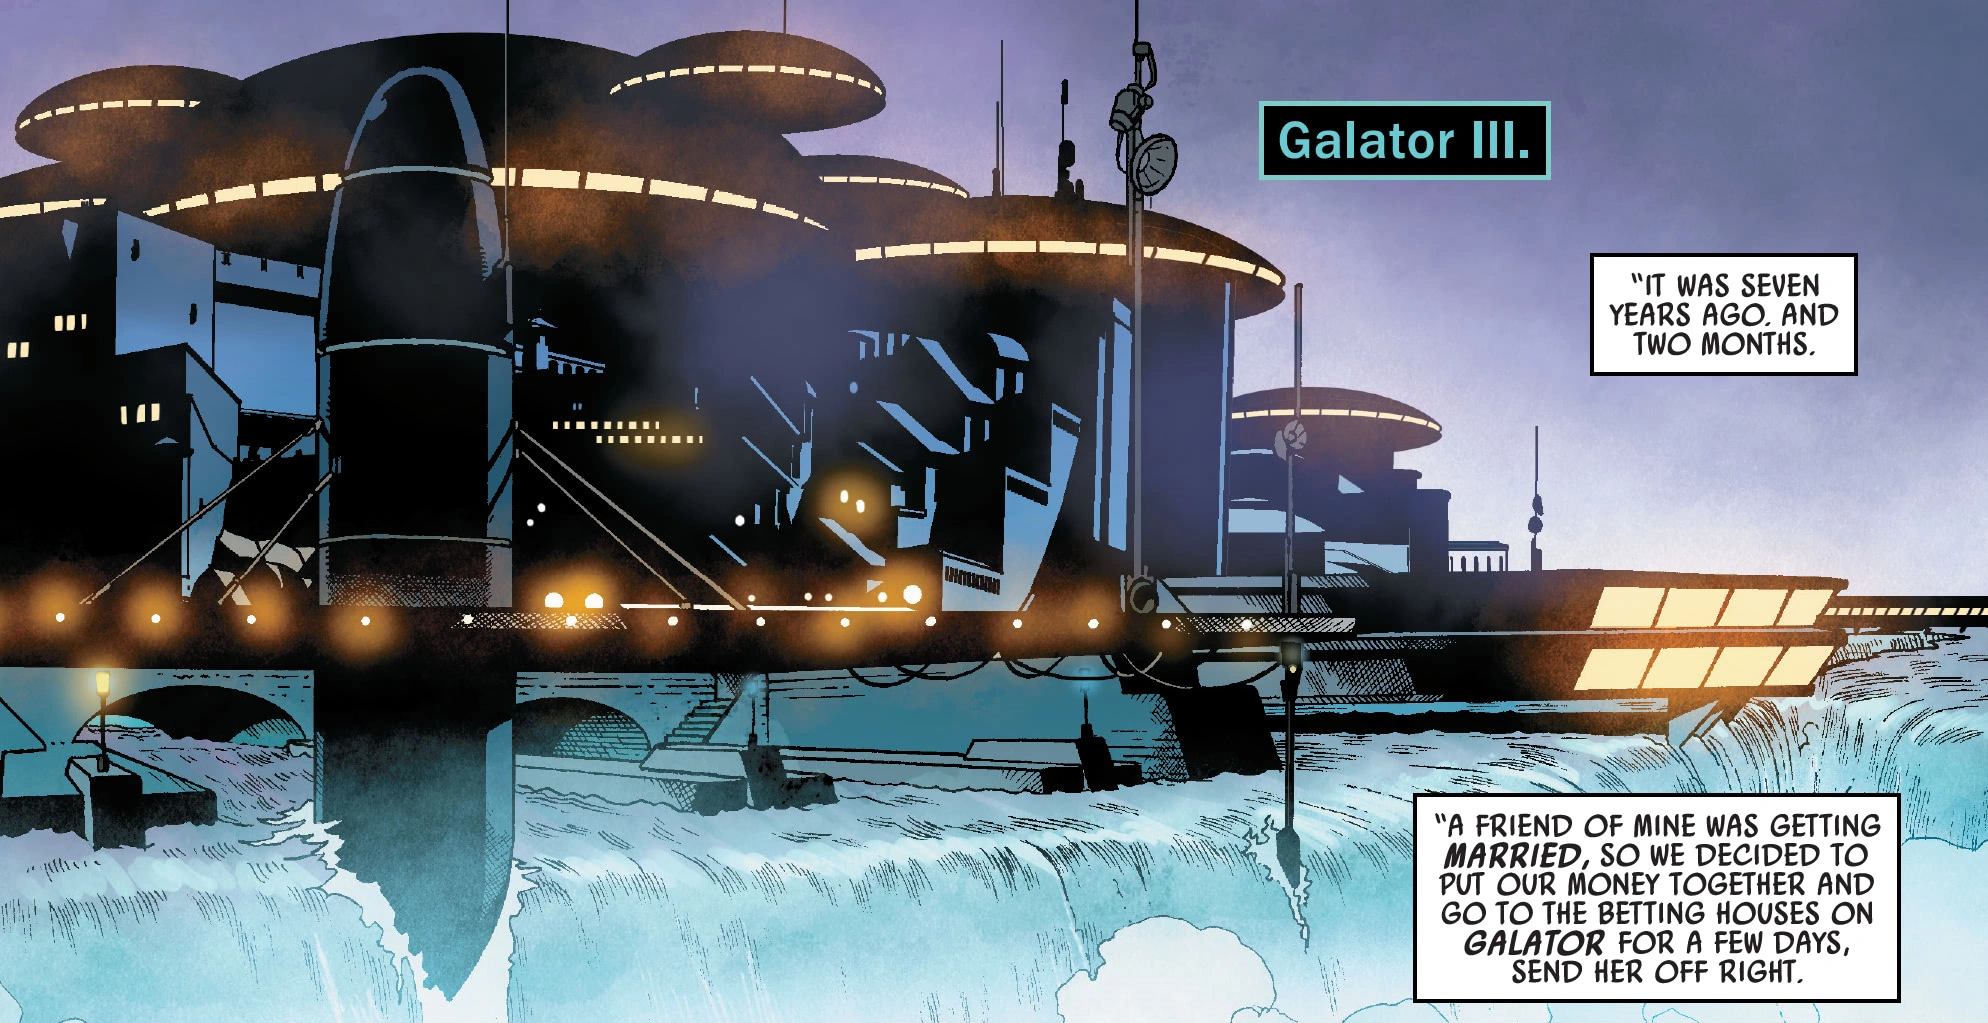 Galator III.
"IT WAS SEVEN
YEARS AGO. AND
TWO MONTHS.
"A FRIEND OF MINE WAS GETTING
MARRIED, SO WE DECIDED TO
PUT OUR MONEY TOGETHER AND
GO TO THE BETTING HOUSES ON
GALATOR FOR A FEW DAYS,
SEND HER OFF RIGHT.